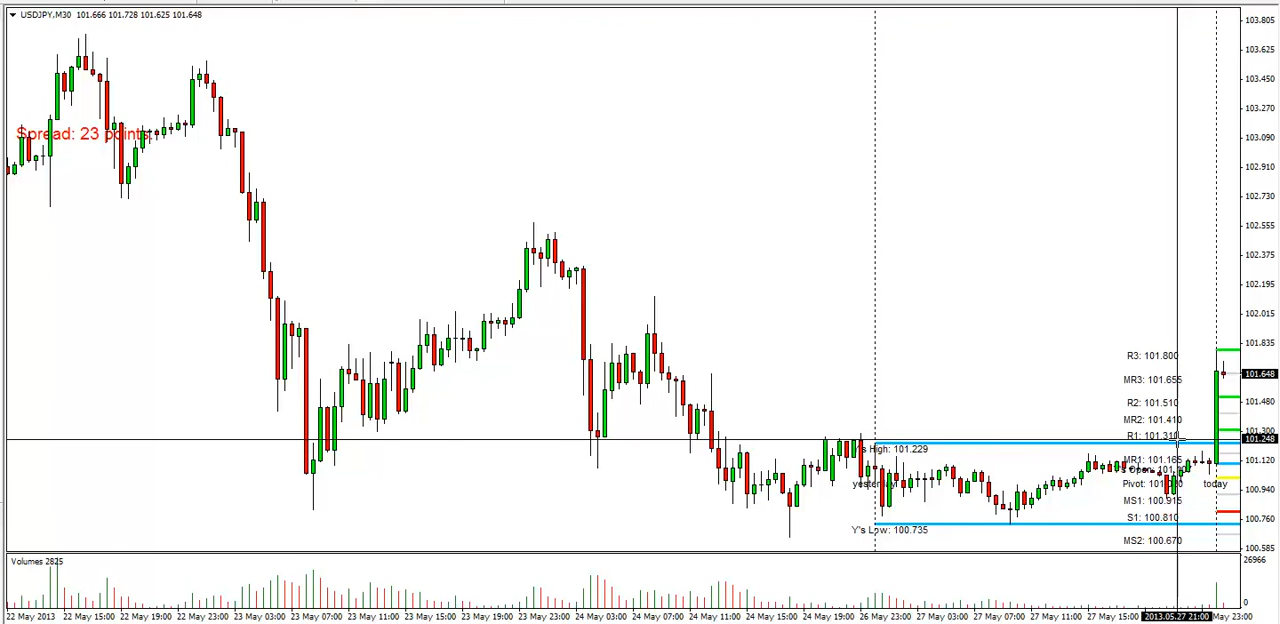 USDJPY,M30 101.666 101.728 101.625 101.648
Spread: 23 points.
103.805
103.625
103.450
103.270
103.090
102.910
102.730
102.555
102.375
102.195
102.015
101.835
101.648
101.480
101.300
101.248
101.120
100.940
100.760
100.585
R3: 101.800
MR3: 101.655
R2: 101.510
MR2: 101.410
R1: 101.310
Y's High: 101.229
MR1: 101.165
Open:
yesterday
Pivot:
today
MS1: 100.915
S1: 100.810
Y's Low: 100.735
MS2: 100.670
Volumes 2825
26966
0
22 May 2013 22 May 15:00 22 May 19:00 22 May 23:00 23 May 03:00 23 May 07:00 23 May 11:00 23 May 15:00 23 May 19:00 23 May 23:00 24 May 03:00 24 May 07:00 24 May 11:00 24 May 15:00 24 May 19:00 26 May 23:00 27 May 03:00 27 May 07:00 27 May 11:00 27 May 15:00 2013.05.27 21:00 May 23:00